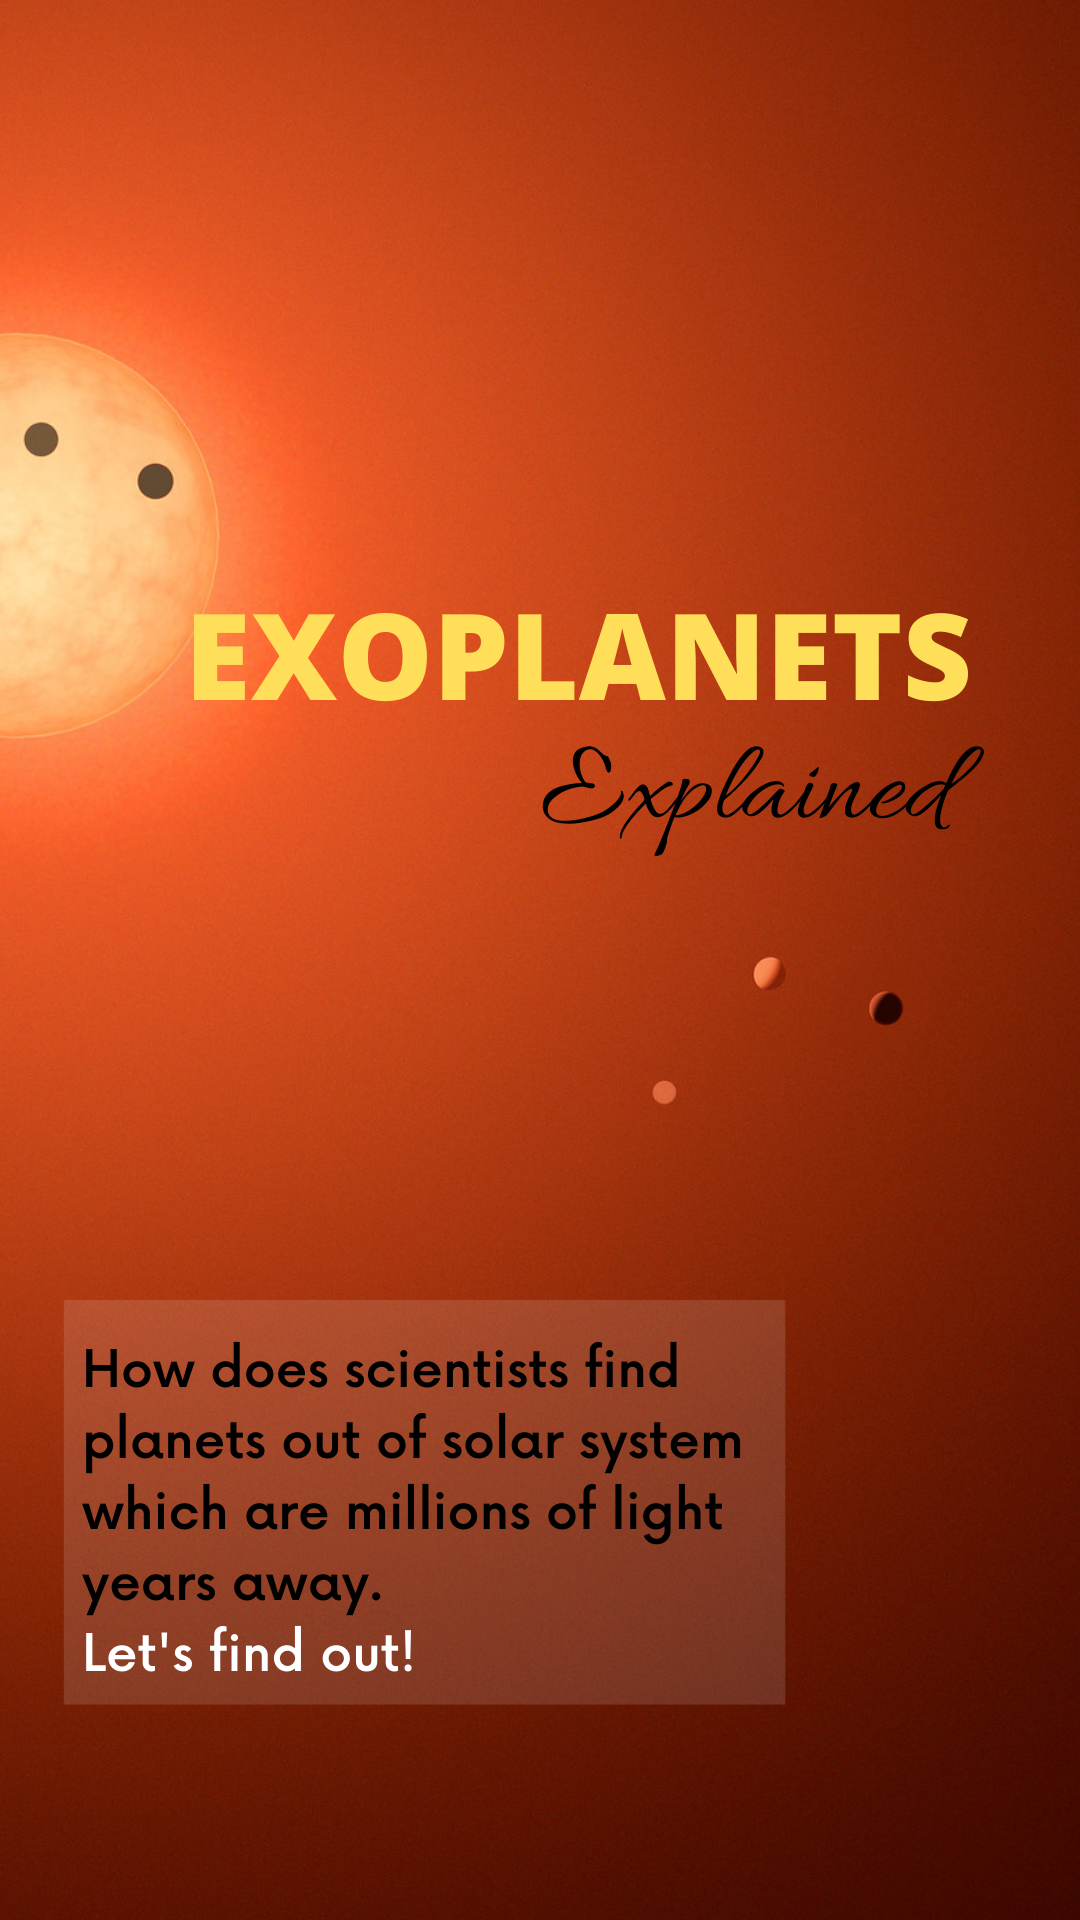 EXOPLANETS
Explained
How does scientists find
planets out of solar system
which are millions of light
years away.
Let's find out!